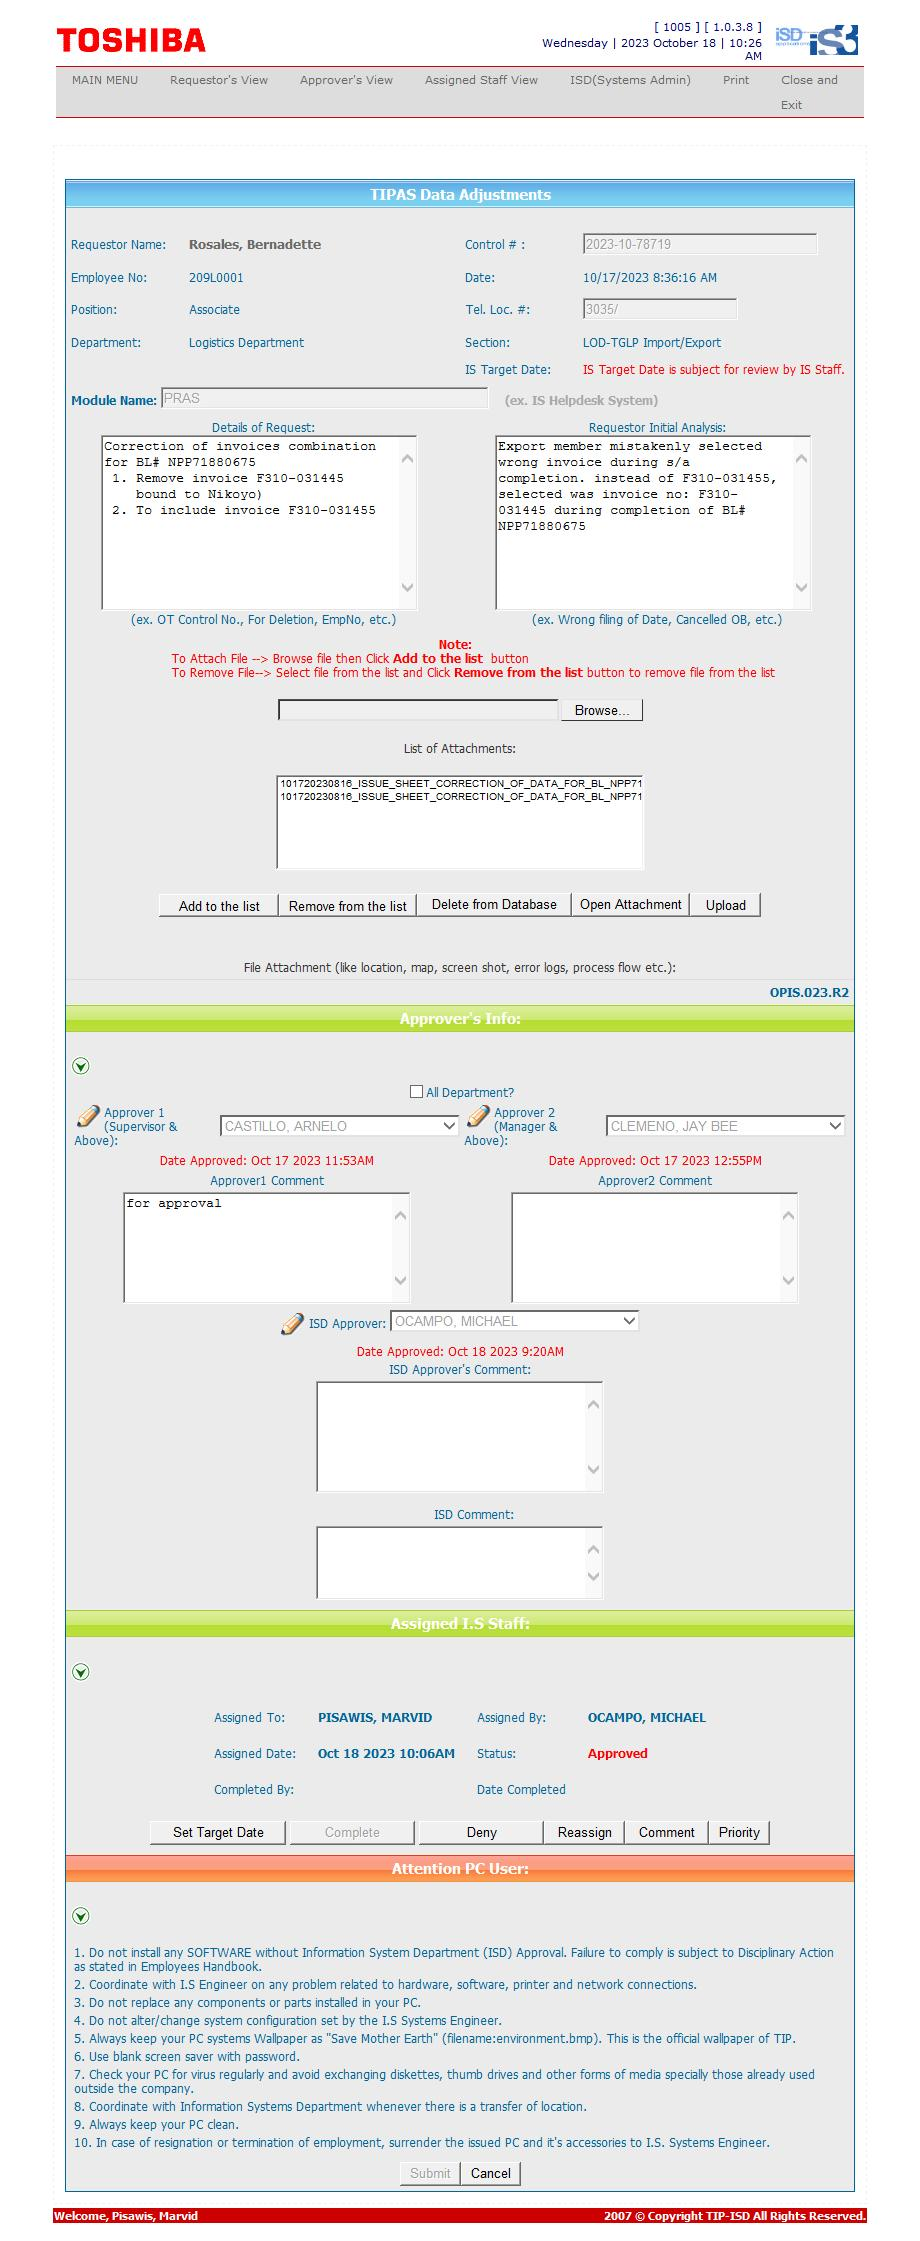 TOSHIBA
[ 1005 ] [ 1.0.3.8 ]
Wednesday | 2023 October 18 | 10:26
AM
MAIN MENU Requestor's View Approver's View Assigned Staff View ISD(Systems Admin) Print Close and
Exit
TIPAS Data Adjustments
Requestor Name: Rosales, Bernadette Control # : 2023-10-78719
Employee No: 209L0001 Date: 10/17/2023 8:36:16 AM
Position: Associate Tel. Loc. #: 3035/
Department: Logistics Department Section: LOD-TGLP Import/Export
IS Target Date: IS Target Date is subject for review by IS Staff.
Module Name: PRAS (ex. IS Helpdesk System)
Details of Request:
Correction of invoices combination
for BL# NPP71880675
1. Remove invoice F310-031445
bound to Nikoyo)
2. To include invoice F310-031455
(ex. OT Control No., For Deletion, EmpNo, etc.)
Requestor Initial Analysis:
Export member mistakenly selected
wrong invoice during s/a
completion. instead of F310-031455,
selected was invoice no: F310-
031445 during completion of BL#
NPP71880675
(ex. Wrong filing of Date, Cancelled OB, etc.)
Note:
To Attach File --> Browse file then Click Add to the list button
To Remove File--> Select file from the list and Click Remove from the list button to remove file from the list
Browse...
List of Attachments:
101720230816_ISSUE_SHEET_CORRECTION_OF_DATA_FOR_BL_NPP71
101720230816_ISSUE_SHEET_CORRECTION_OF_DATA_FOR_BL_NPP71
Add to the list Remove from the list Delete from Database Open Attachment Upload
File Attachment (like location, map, screen shot, error logs, process flow etc.):
OPIS.023.R2
Approver's Info:
All Department?
Approver 1
(Supervisor &
Above):
CASTILLO, ARNELO
Approver 2
(Manager &
Above):
CLEMENO, JAY BEE
Date Approved: Oct 17 2023 11:53AM Date Approved: Oct 17 2023 12:55PM
Approver1 Comment Approver2 Comment
for approval
ISD Approver: OCAMPO, MICHAEL
Date Approved: Oct 18 2023 9:20AM
ISD Approver's Comment:
ISD Comment:
Assigned I.S Staff:
Assigned To: PISAWIS, MARVID Assigned By: OCAMPO, MICHAEL
Assigned Date: Oct 18 2023 10:06AM Status: Approved
Completed By: Date Completed
Set Target Date Complete Deny Reassign Comment Priority
Attention PC User:
1. Do not install any SOFTWARE without Information System Department (ISD) Approval. Failure to comply is subject to Disciplinary Action
as stated in Employees Handbook.
2. Coordinate with I.S Engineer on any problem related to hardware, software, printer and network connections.
3. Do not replace any components or parts installed in your PC.
4. Do not alter/change system configuration set by the I.S Systems Engineer.
5. Always keep your PC systems Wallpaper as "Save Mother Earth" (filename:environment.bmp). This is the official wallpaper of TIP.
6. Use blank screen saver with password.
7. Check your PC for virus regularly and avoid exchanging diskettes, thumb drives and other forms of media specially those already used
outside the company.
8. Coordinate with Information Systems Department whenever there is a transfer of location.
9. Always keep your PC clean.
10. In case of resignation or termination of employment, surrender the issued PC and it's accessories to I.S. Systems Engineer.
Submit Cancel
Welcome, Pisawis, Marvid 2007 © Copyright TIP-ISD All Rights Reserved.